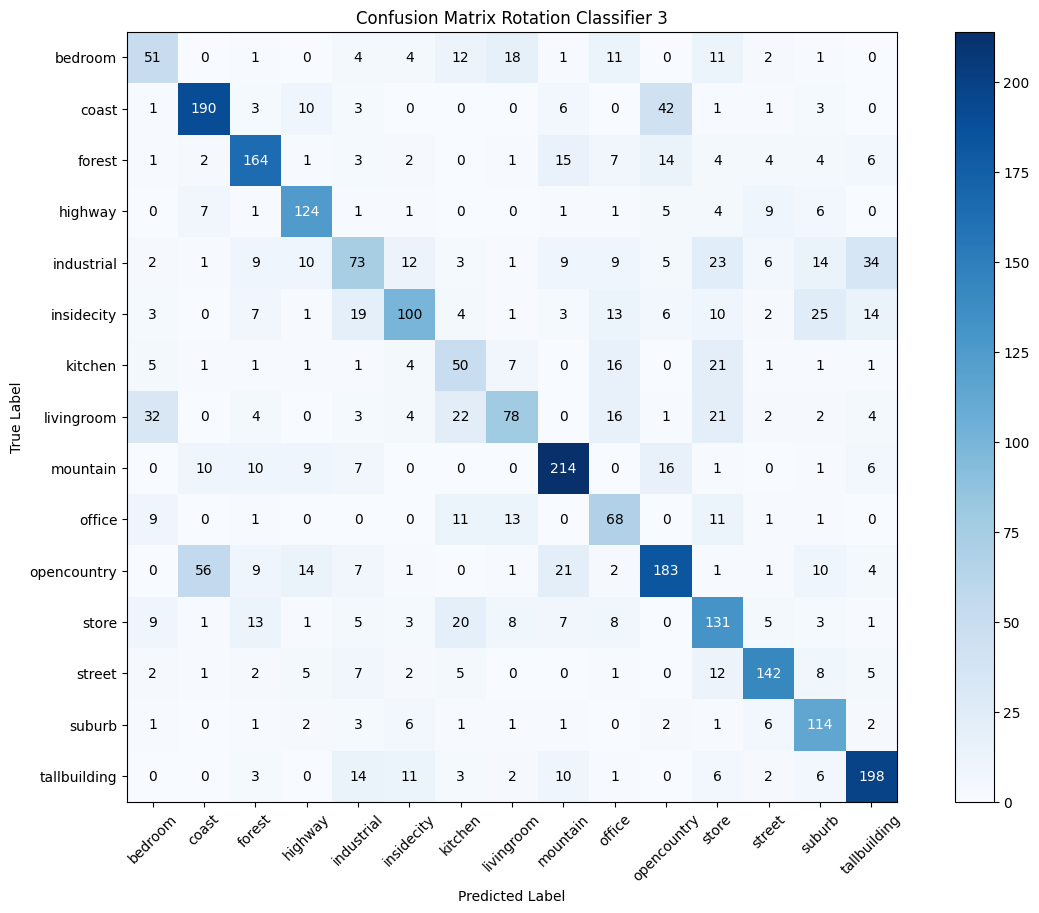 Confusion Matrix Rotation Classifier 3
bedroom 51 0 1 0 4 4 12 18 1 11 0 11 2 1 0
coast 1 190 3 10 3 0 0 0 6 0 42 1 1 3 0
forest 1 2 164 1 3 2 0 1 15 7 14 4 4 4 6
highway 0 7 1 124 1 1 0 0 1 1 5 4 9 6 0
industrial 2 1 9 10 73 12 3 1 9 9 5 23 6 14 34
insidecity 3 0 7 1 19 100 4 1 3 13 6 10 2 25 14
kitchen 5 1 1 1 1 4 50 7 0 16 0 21 1 1 1
livingroom 32 0 4 0 3 4 22 78 0 16 1 21 2 2 4
mountain 0 10 10 9 7 0 0 0 214 0 16 1 0 1 6
office 9 0 1 0 0 0 11 13 0 68 0 11 1 1 0
opencountry 0 56 9 14 7 1 0 1 21 2 183 1 1 10 4
store 9 1 13 1 5 3 20 8 7 8 0 131 5 3 1
street 2 1 2 5 7 2 5 0 0 1 0 12 142 8 5
suburb 1 0 1 2 3 6 1 1 1 0 2 1 6 114 2
tallbuilding 0 0 3 0 14 11 3 2 10 1 0 6 2 6 198
bedroom coast forest highway industrial insidecity kitchen livingroom mountain office opencountry store street suburb tallbuilding
Predicted Label
True Label
200
175
150
125
100
75
50
25
0